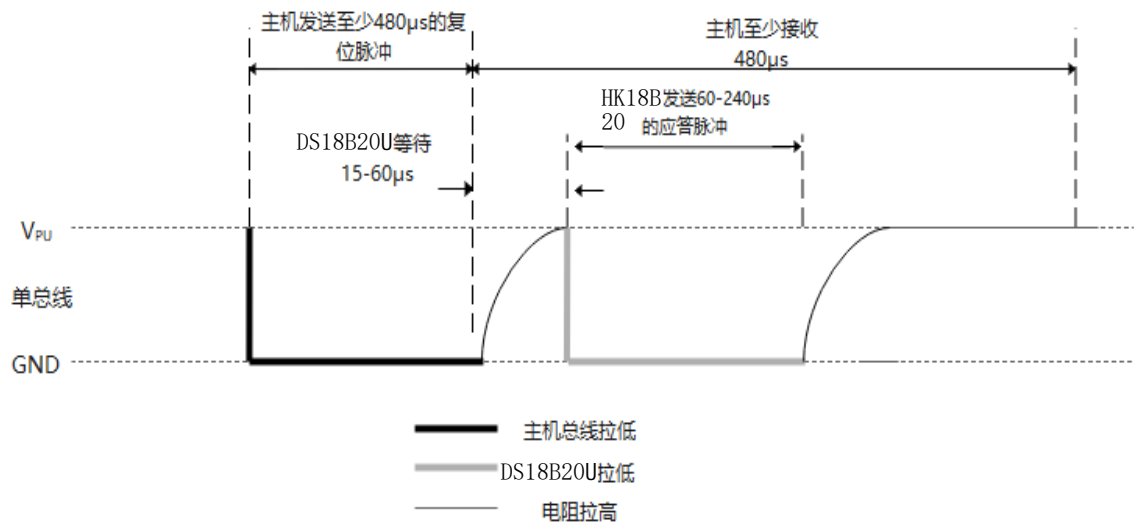 主机发送至少480μs的复
位脉冲
主机至少接收
480μs
HK18B发送60-240μs
20 的应答脉冲
DS18B20U等待
15-60μs
VPU
单总线
GND
主机总线拉低
DS18B20U拉低
电阻拉高